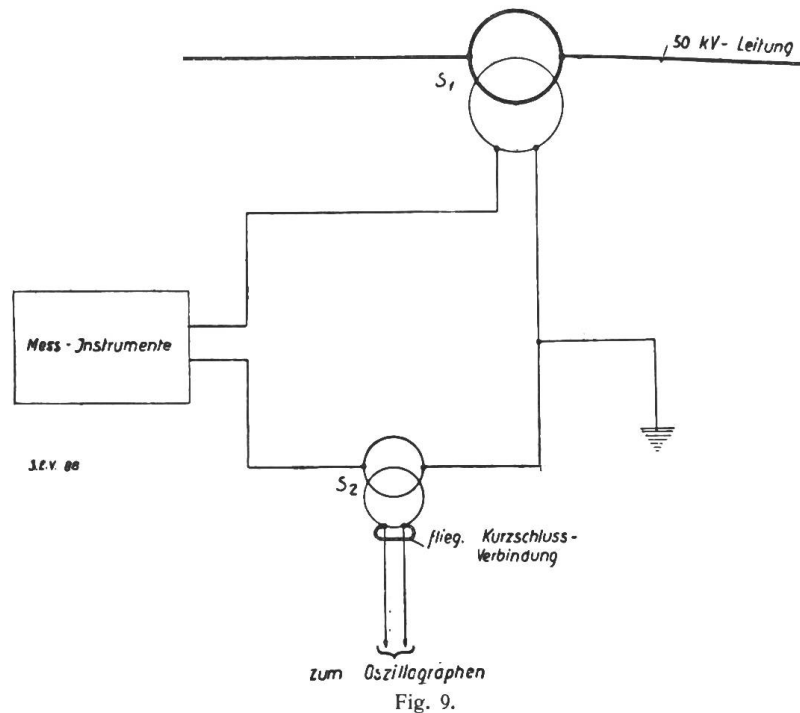 50 kV - Leitung
S1
Mess - Instrumente
S.E.V. 88
S2
flieg. Kurzschluss-
Verbindung
zum Oszillographen
Fig. 9.